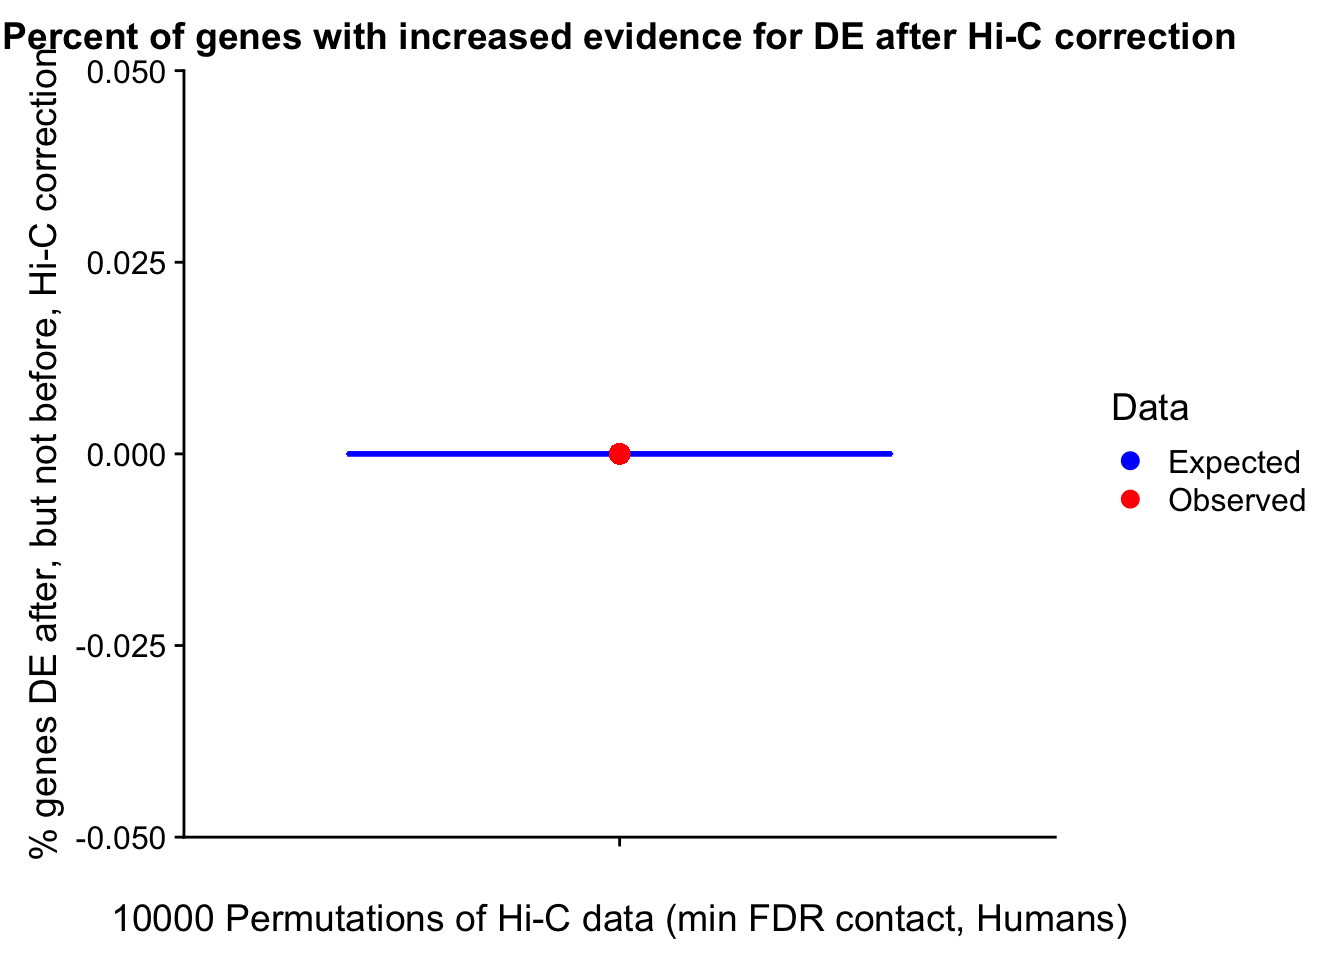 Percent of genes with increased evidence for DE after Hi-C correction
% genes DE after, but not before, Hi-C correction
0.050
0.025
0.000
-0.025
-0.050
10000 Permutations of Hi-C data (min FDR contact, Humans)
Data
Expected
Observed